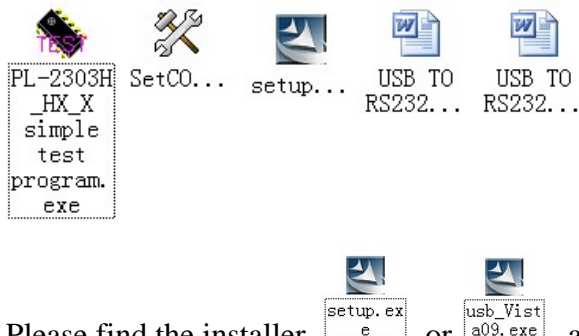 TEST
PL-2303H SetCO... setup... USB TO USB TO
_HX_X RS232... RS232...
simple
test
program.
exe
setup.ex usb_Vist
e a09.exe
Please find the installer or a